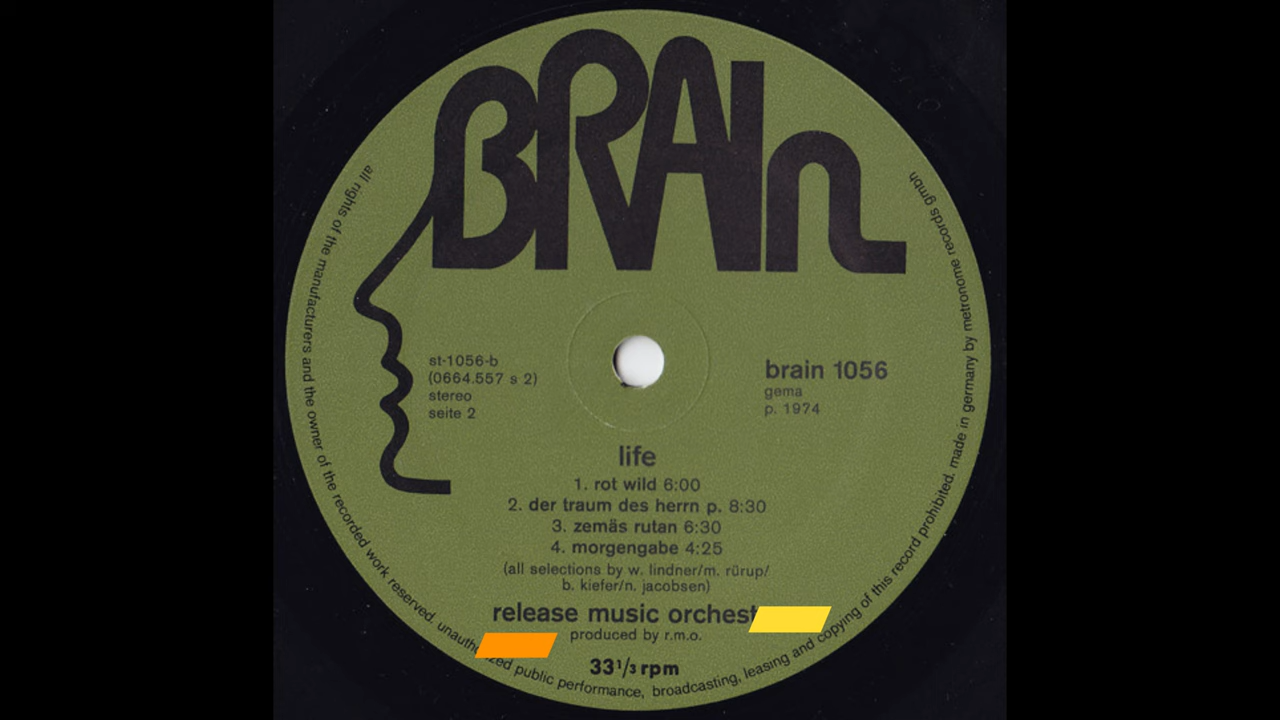 BRAIn
st-1056-b
(0664.557 s 2)
stereo
seite 2
brain 1056
gema
p. 1974
life
1. rot wild 6:00
2. der traum des herrn p. 8:30
3. zemäs rutan 6:30
4. morgengabe 4:25
(all selections by w. lindner/m. rürup/
b. kiefer/n. jacobsen)
release music
produced by r.m.o.
33 1/3 rpm
all rights of the manufacturers and the owner of the recorded work reserved. public performance, broadcasting, leasing and copying of this record prohibited. made in germany by metronome records gmbh